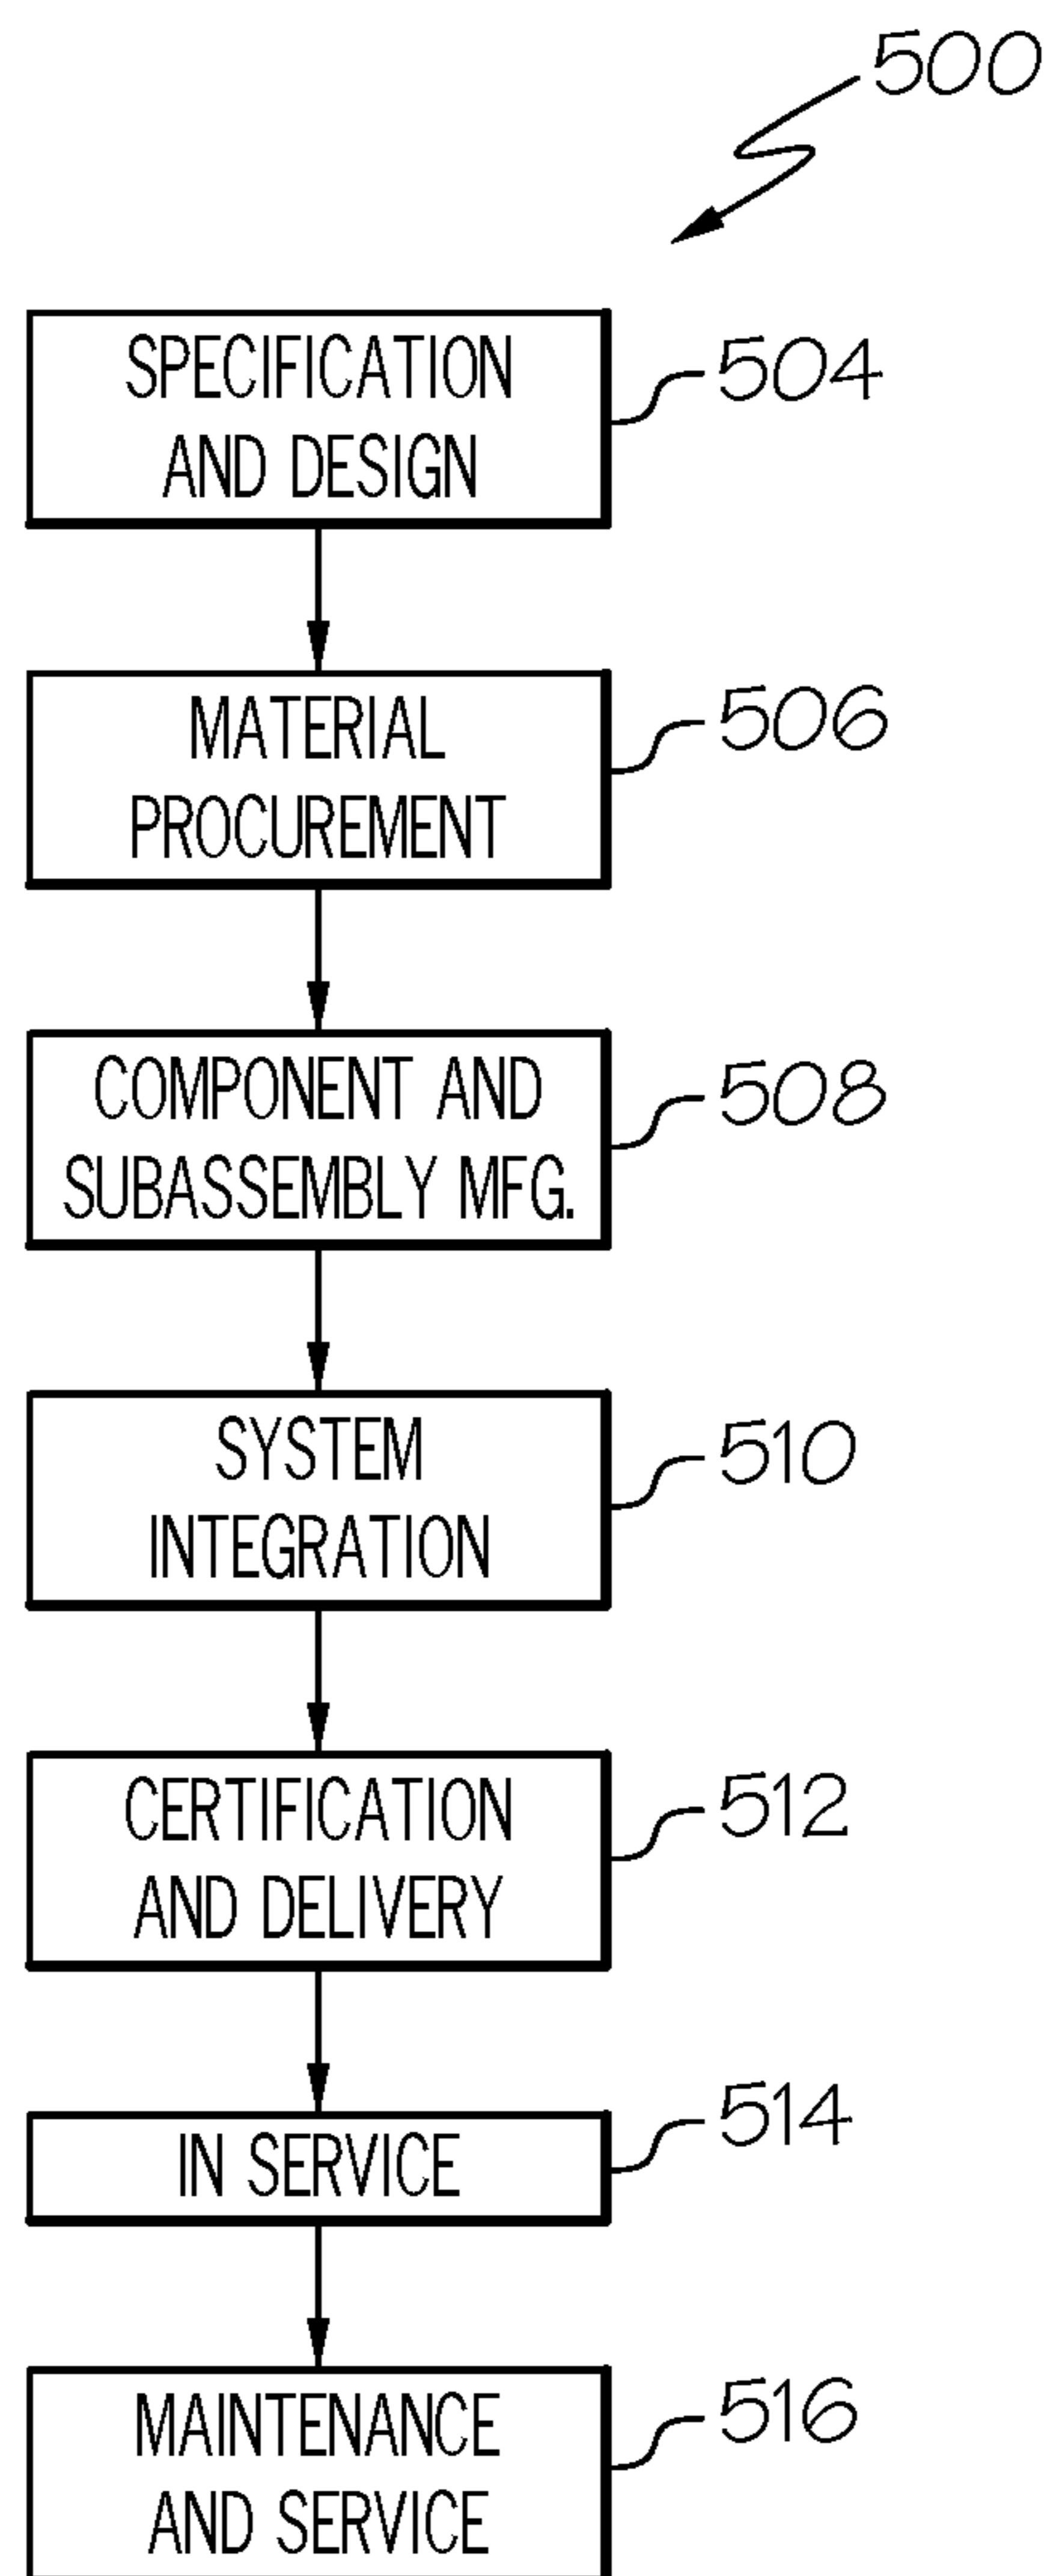 500
SPECIFICATION
AND DESIGN
504
MATERIAL
PROCUREMENT
506
COMPONENT AND
SUBASSEMBLY MFG.
508
SYSTEM
INTEGRATION
510
CERTIFICATION
AND DELIVERY
512
IN SERVICE
514
MAINTENANCE
AND SERVICE
516